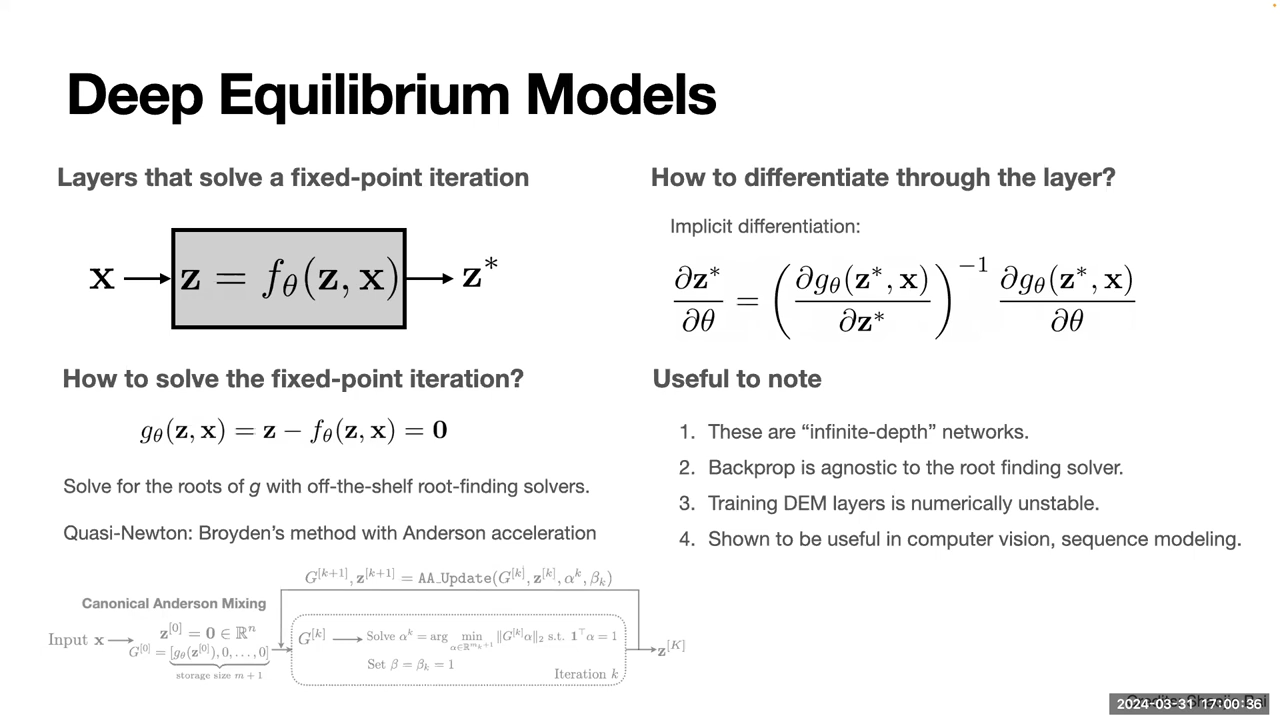 Deep Equilibrium Models
Layers that solve a fixed-point iteration
x → z = f_θ(z, x) → z*
How to solve the fixed-point iteration?
g_θ(z, x) = z − f_θ(z, x) = 0
Solve for the roots of g with off-the-shelf root-finding solvers.
Quasi-Newton: Broyden's method with Anderson acceleration
G^[k+1], z^[k+1] = AA_Update(G^[k], z^[k], α^k, β_k)
Canonical Anderson Mixing
Input x → z^[0] = 0 ∈ ℝ^n
G^[0] = [g_θ(z^[0]), 0, . . . , 0]
storage size m + 1
G^[k] → Solve α^k = arg min_{α∈ℝ^{m_k+1}} ‖G^[k]α‖₂ s.t. 1^⊤α = 1
Set β = β_k = 1
Iteration k
z^[K]
How to differentiate through the layer?
Implicit differentiation:
∂z*/∂θ = (∂g_θ(z*, x)/∂z*)^−1 ∂g_θ(z*, x)/∂θ
Useful to note
1. These are “infinite-depth” networks.
2. Backprop is agnostic to the root finding solver.
3. Training DEM layers is numerically unstable.
4. Shown to be useful in computer vision, sequence modeling.
2024-03-31 17:00:36